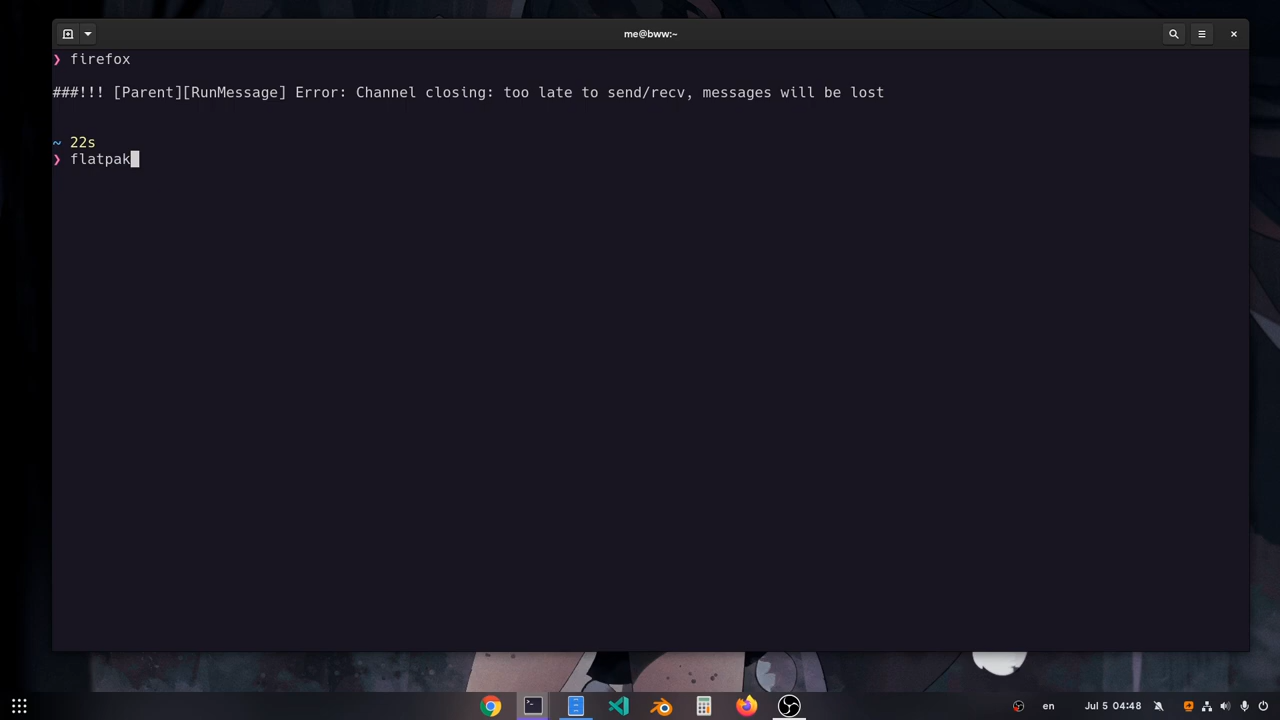 me@bww:~
❯ firefox
###!!! [Parent][RunMessage] Error: Channel closing: too late to send/recv, messages will be lost
~ 22s
❯ flatpak
en
Jul 5 04:48